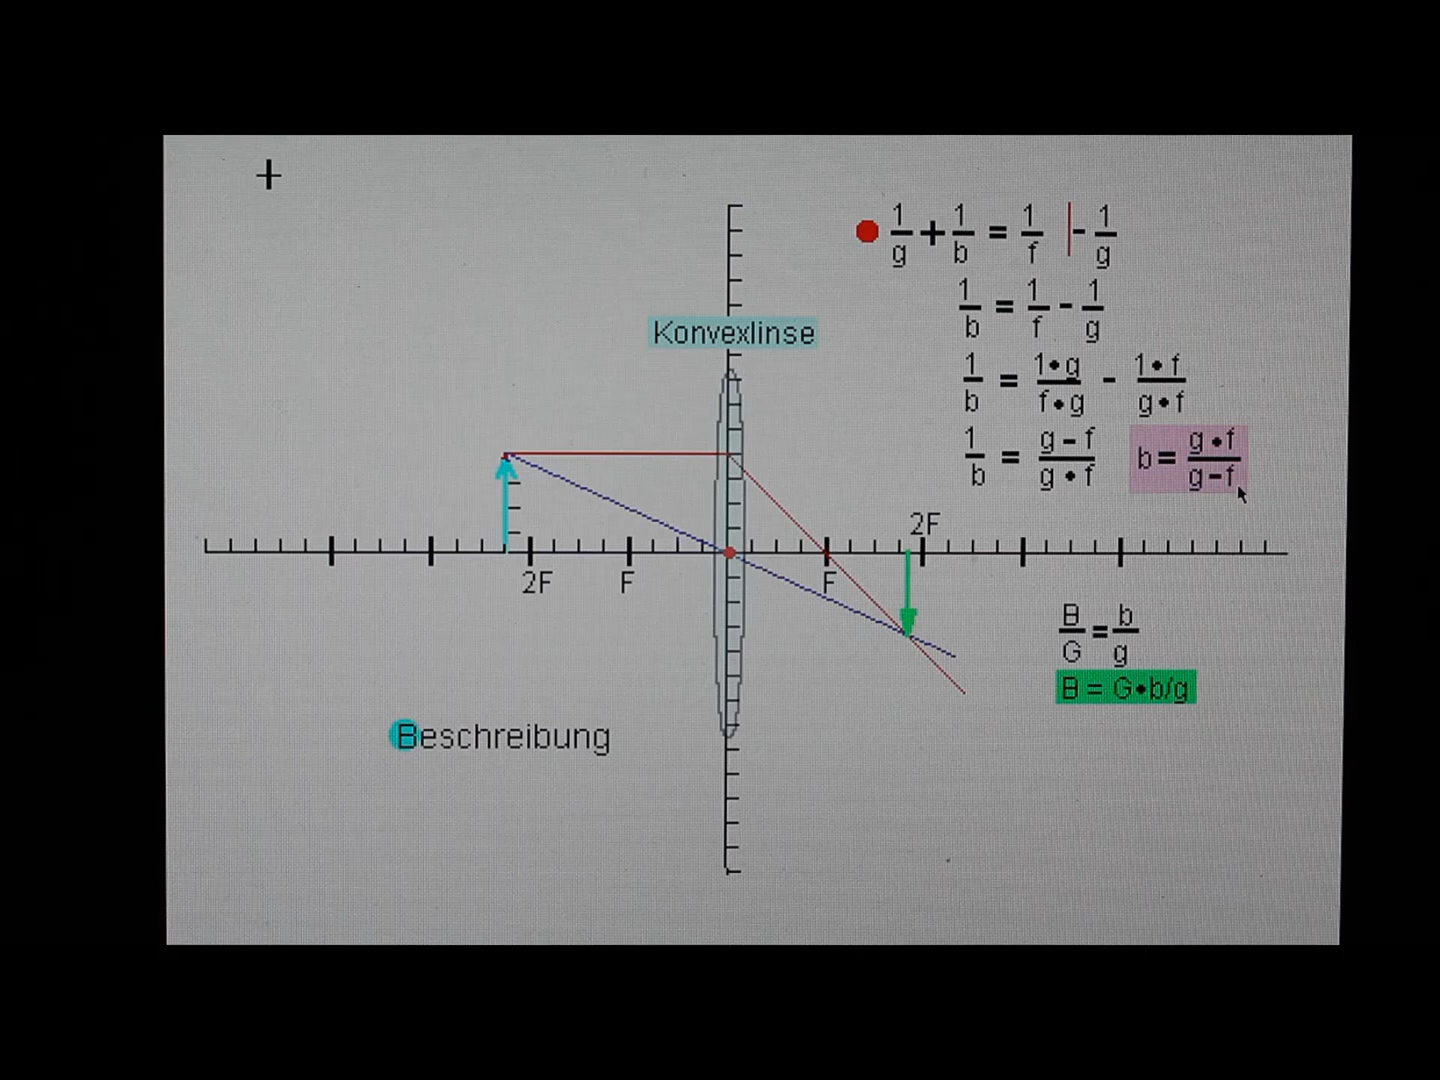 +
1/g + 1/b = 1/f | - 1/g
1/b = 1/f - 1/g
Konvexlinse
1/b = 1•g/f•g - 1•f/g•f
1/b = g-f/g•f b = g•f/g-f
2F
2F F F
B/G = b/g
B = G•b/g
Beschreibung